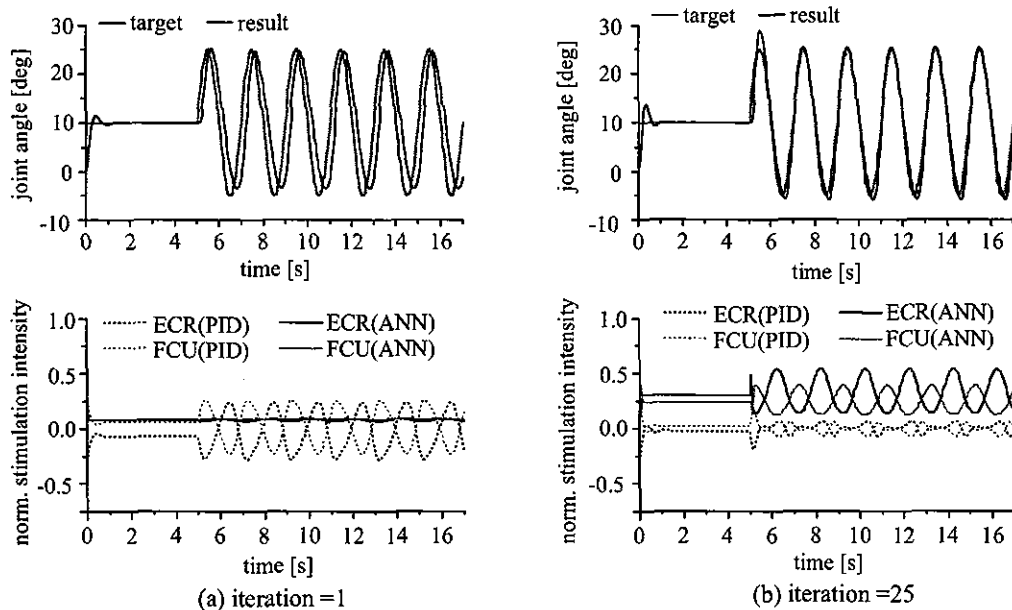 target result
joint angle [deg]
30
20
10
0
-10
0 2 4 6 8 10 12 14 16
time [s]
norm. stimulation intensity
1.0
0.5
0.0
-0.5
ECR(PID) ECR(ANN)
FCU(PID) FCU(ANN)
0 2 4 6 8 10 12 14 16
time [s]
(a) iteration =1
target result
joint angle [deg]
30
20
10
0
-10
0 2 4 6 8 10 12 14 16
time [s]
norm. stimulation intensity
1.0
0.5
0.0
-0.5
ECR(PID) ECR(ANN)
FCU(PID) FCU(ANN)
0 2 4 6 8 10 12 14 16
time [s]
(b) iteration =25